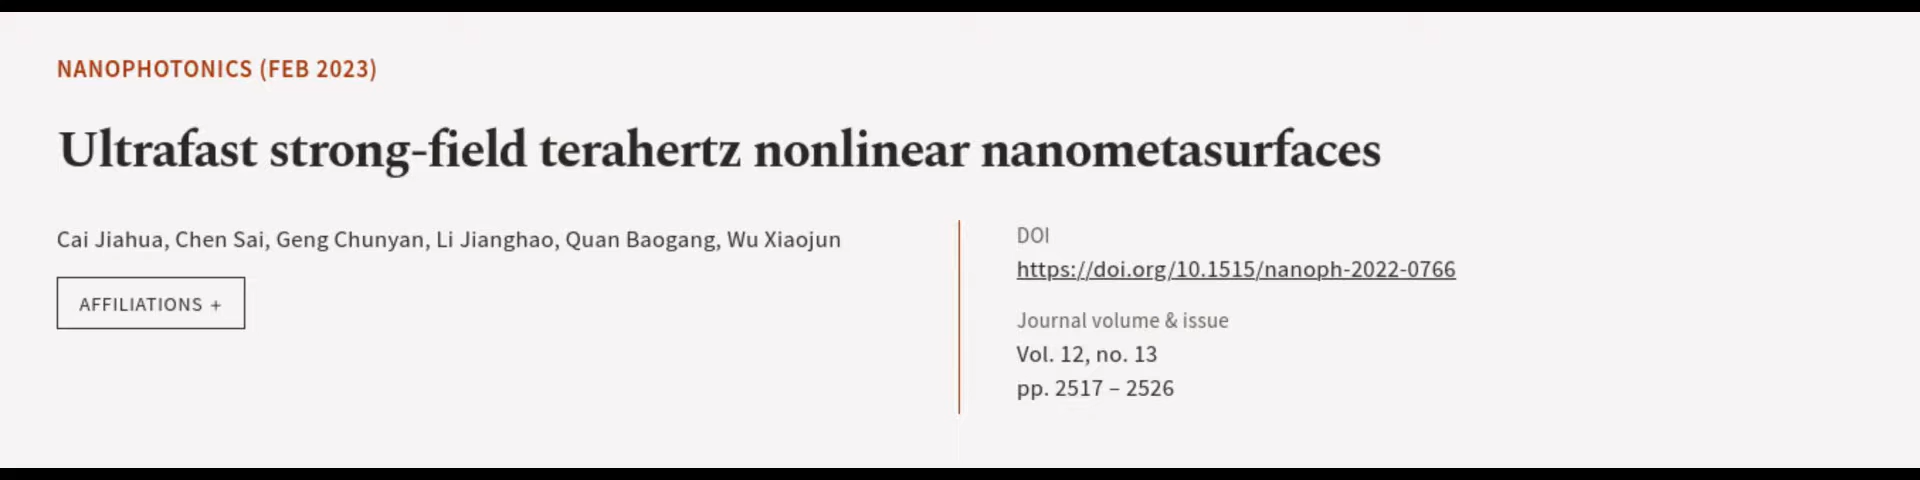 NANOPHOTONICS (FEB 2023)
Ultrafast strong-field terahertz nonlinear nanometasurfaces
Cai Jiahua, Chen Sai, Geng Chunyan, Li Jianghao, Quan Baogang, Wu Xiaojun
AFFILIATIONS +
DOI
https://doi.org/10.1515/nanoph-2022-0766
Journal volume & issue
Vol. 12, no. 13
pp. 2517 – 2526